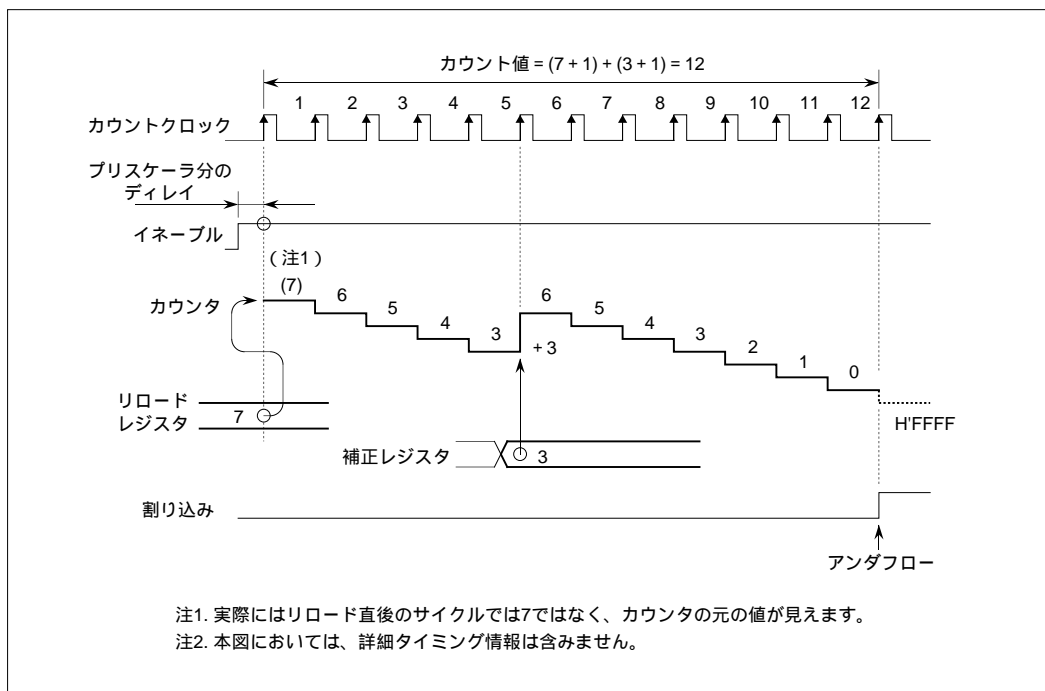 カウント値 = (7 + 1) + (3 + 1) = 12
1 2 3 4 5 6 7 8 9 10 11 12
カウントクロック
プリスケーラ分の
ディレイ
イネーブル
(注1)
(7) 6 5 4 3 6 5 4 3 2 1 0
カウンタ
+ 3
リロード
レジスタ 7
H'FFFF
補正レジスタ 3
割り込み
アンダフロー
注1. 実際にはリロード直後のサイクルでは7ではなく、カウンタの元の値が見えます。
注2. 本図においては、詳細タイミング情報は含みません。